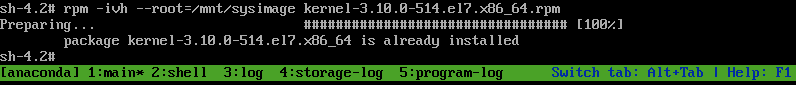 sh-4.2# rpm -ivh --root=/mnt/sysimage kernel-3.10.0-514.el7.x86_64.rpm
Preparing...                          ################################# [100%]
        package kernel-3.10.0-514.el7.x86_64 is already installed
sh-4.2#
[anaconda] 1:main* 2:shell  3:log  4:storage-log  5:program-log      Switch tab: Alt+Tab | Help: F1